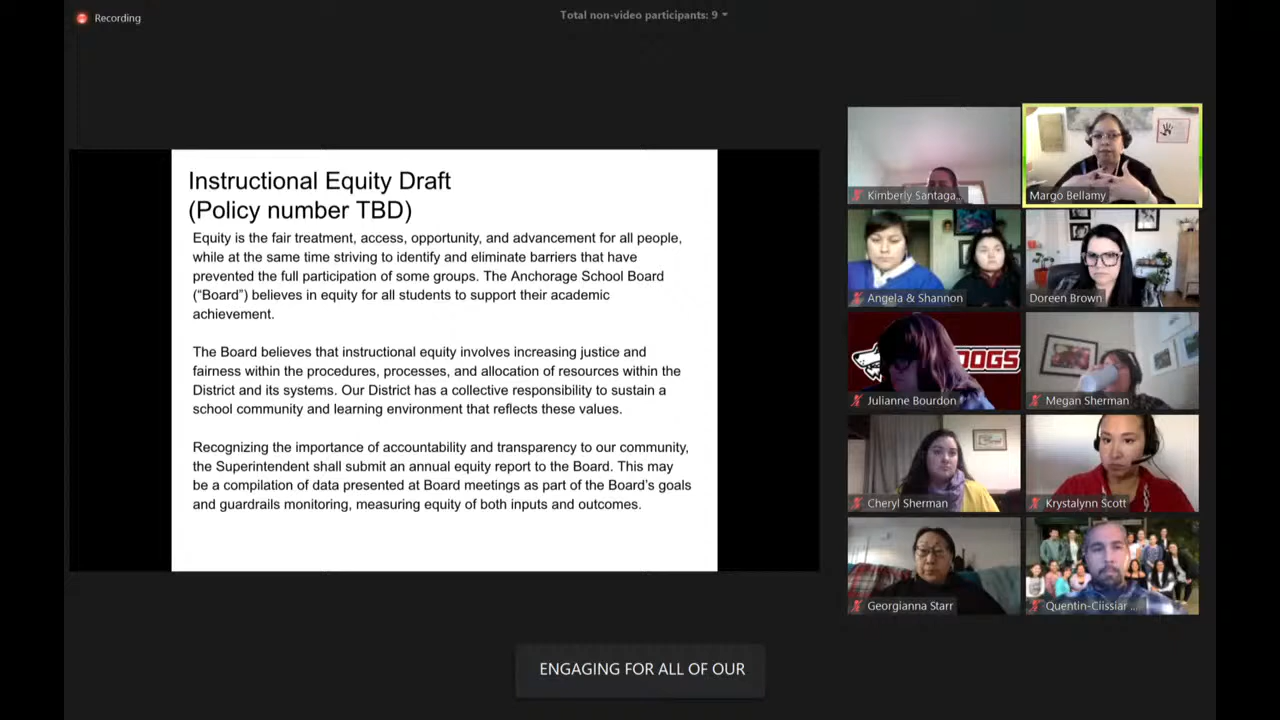 Recording
Total non-video participants: 9
Instructional Equity Draft
(Policy number TBD)
Equity is the fair treatment, access, opportunity, and advancement for all people,
while at the same time striving to identify and eliminate barriers that have
prevented the full participation of some groups. The Anchorage School Board
(“Board”) believes in equity for all students to support their academic
achievement.
The Board believes that instructional equity involves increasing justice and
fairness within the procedures, processes, and allocation of resources within the
District and its systems. Our District has a collective responsibility to sustain a
school community and learning environment that reflects these values.
Recognizing the importance of accountability and transparency to our community,
the Superintendent shall submit an annual equity report to the Board. This may
be a compilation of data presented at Board meetings as part of the Board’s goals
and guardrails monitoring, measuring equity of both inputs and outcomes.
Kimberly Santaga...
Margo Bellamy
Angela & Shannon
Doreen Brown
OGS
Julianne Bourdon
Megan Sherman
Cheryl Sherman
Krystalynn Scott
Georgianna Starr
Quentin-Ciissiar ...
ENGAGING FOR ALL OF OUR